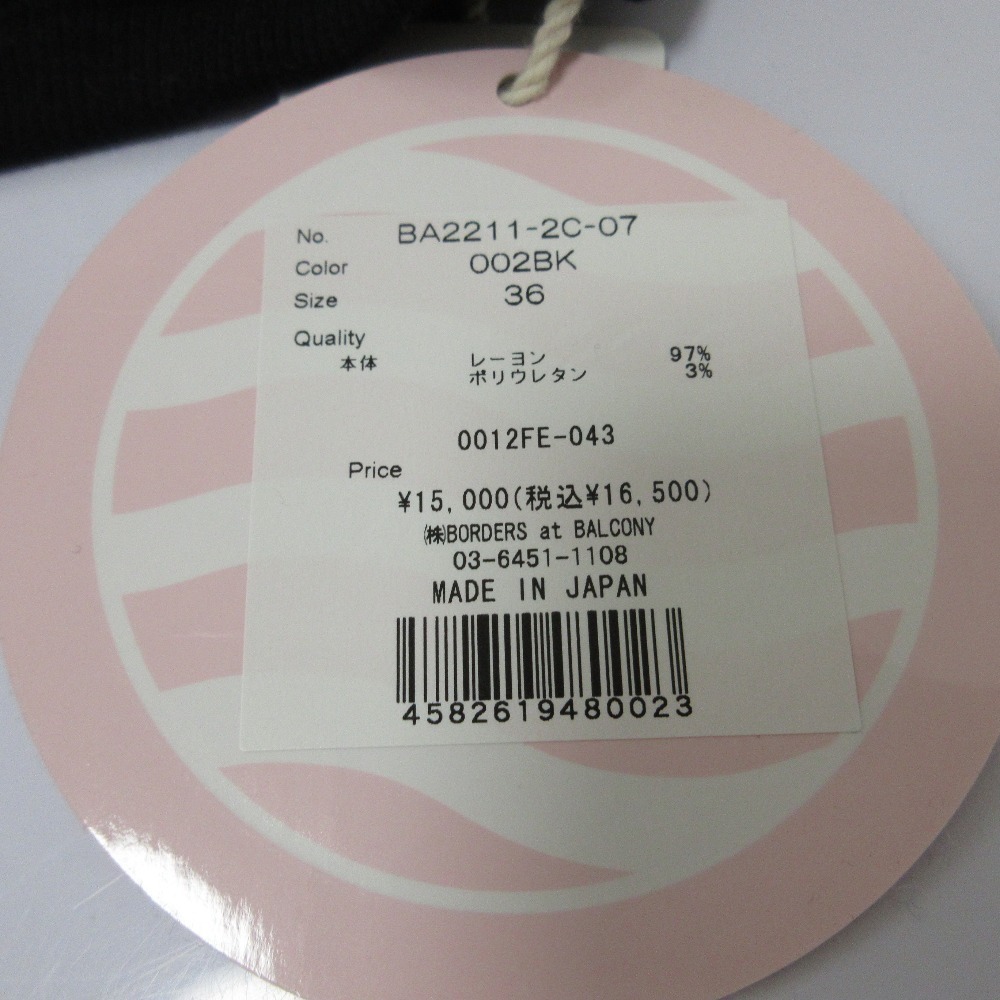 No. BA2211-2C-07
Color 002BK
Size 36
Quality
本体 レーヨン 97%
ポリウレタン 3%
0012FE-043
Price
¥15,000(税込¥16,500)
㈱BORDERS at BALCONY
03-6451-1108
MADE IN JAPAN
4582619480023